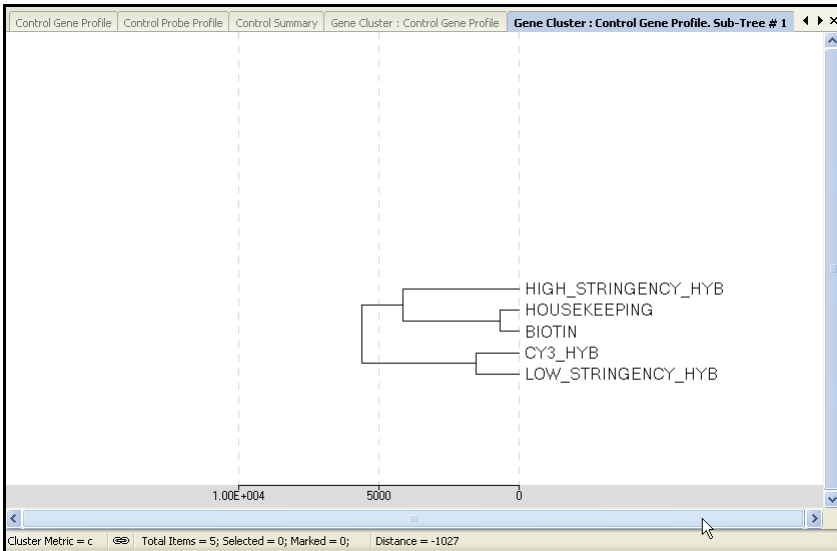 Control Gene Profile Control Probe Profile Control Summary Gene Cluster : Control Gene Profile Gene Cluster : Control Gene Profile. Sub-Tree # 1
HIGH_STRINGENCY_HYB
HOUSEKEEPING
BIOTIN
CY3_HYB
LOW_STRINGENCY_HYB
1.00E+004 5000 0
Cluster Metric = c Total Items = 5; Selected = 0; Marked = 0; Distance = -1027